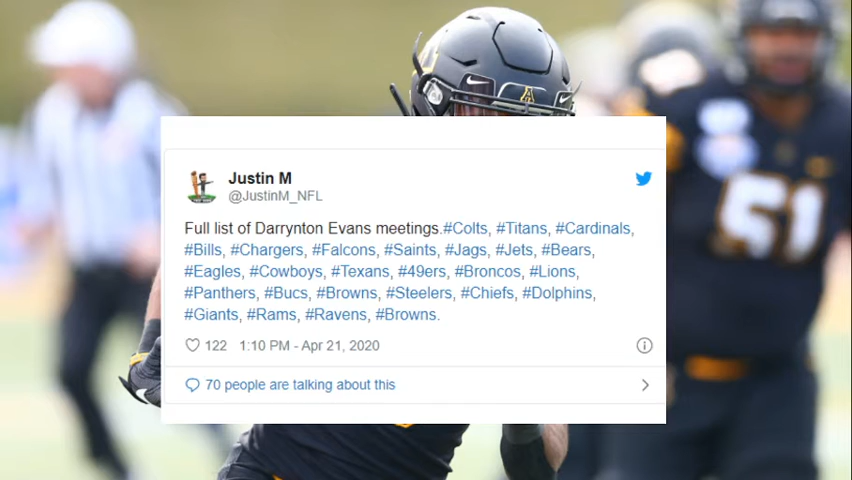 Justin M
@JustinM_NFL
Full list of Darrynton Evans meetings.#Colts, #Titans, #Cardinals,
#Bills, #Chargers, #Falcons, #Saints, #Jags, #Jets, #Bears,
#Eagles, #Cowboys, #Texans, #49ers, #Broncos, #Lions,
#Panthers, #Bucs, #Browns, #Steelers, #Chiefs, #Dolphins,
#Giants, #Rams, #Ravens, #Browns.
122 1:10 PM - Apr 21, 2020
70 people are talking about this
51